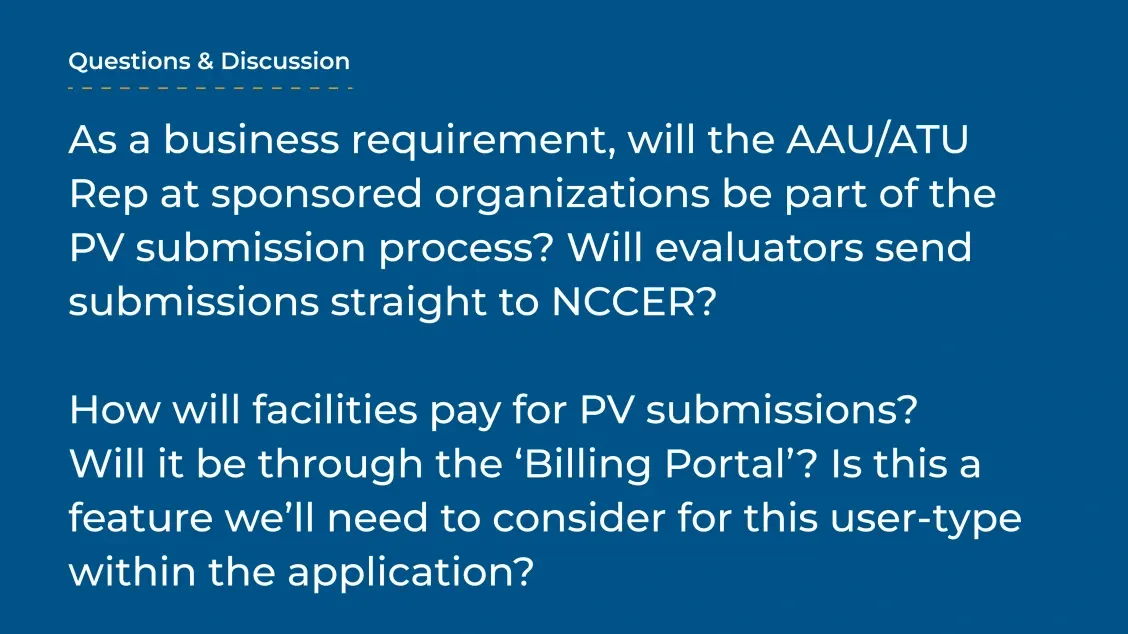 Questions & Discussion
As a business requirement, will the AAU/ATU
Rep at sponsored organizations be part of the
PV submission process? Will evaluators send
submissions straight to NCCER?
How will facilities pay for PV submissions?
Will it be through the ‘Billing Portal’? Is this a
feature we’ll need to consider for this user-type
within the application?